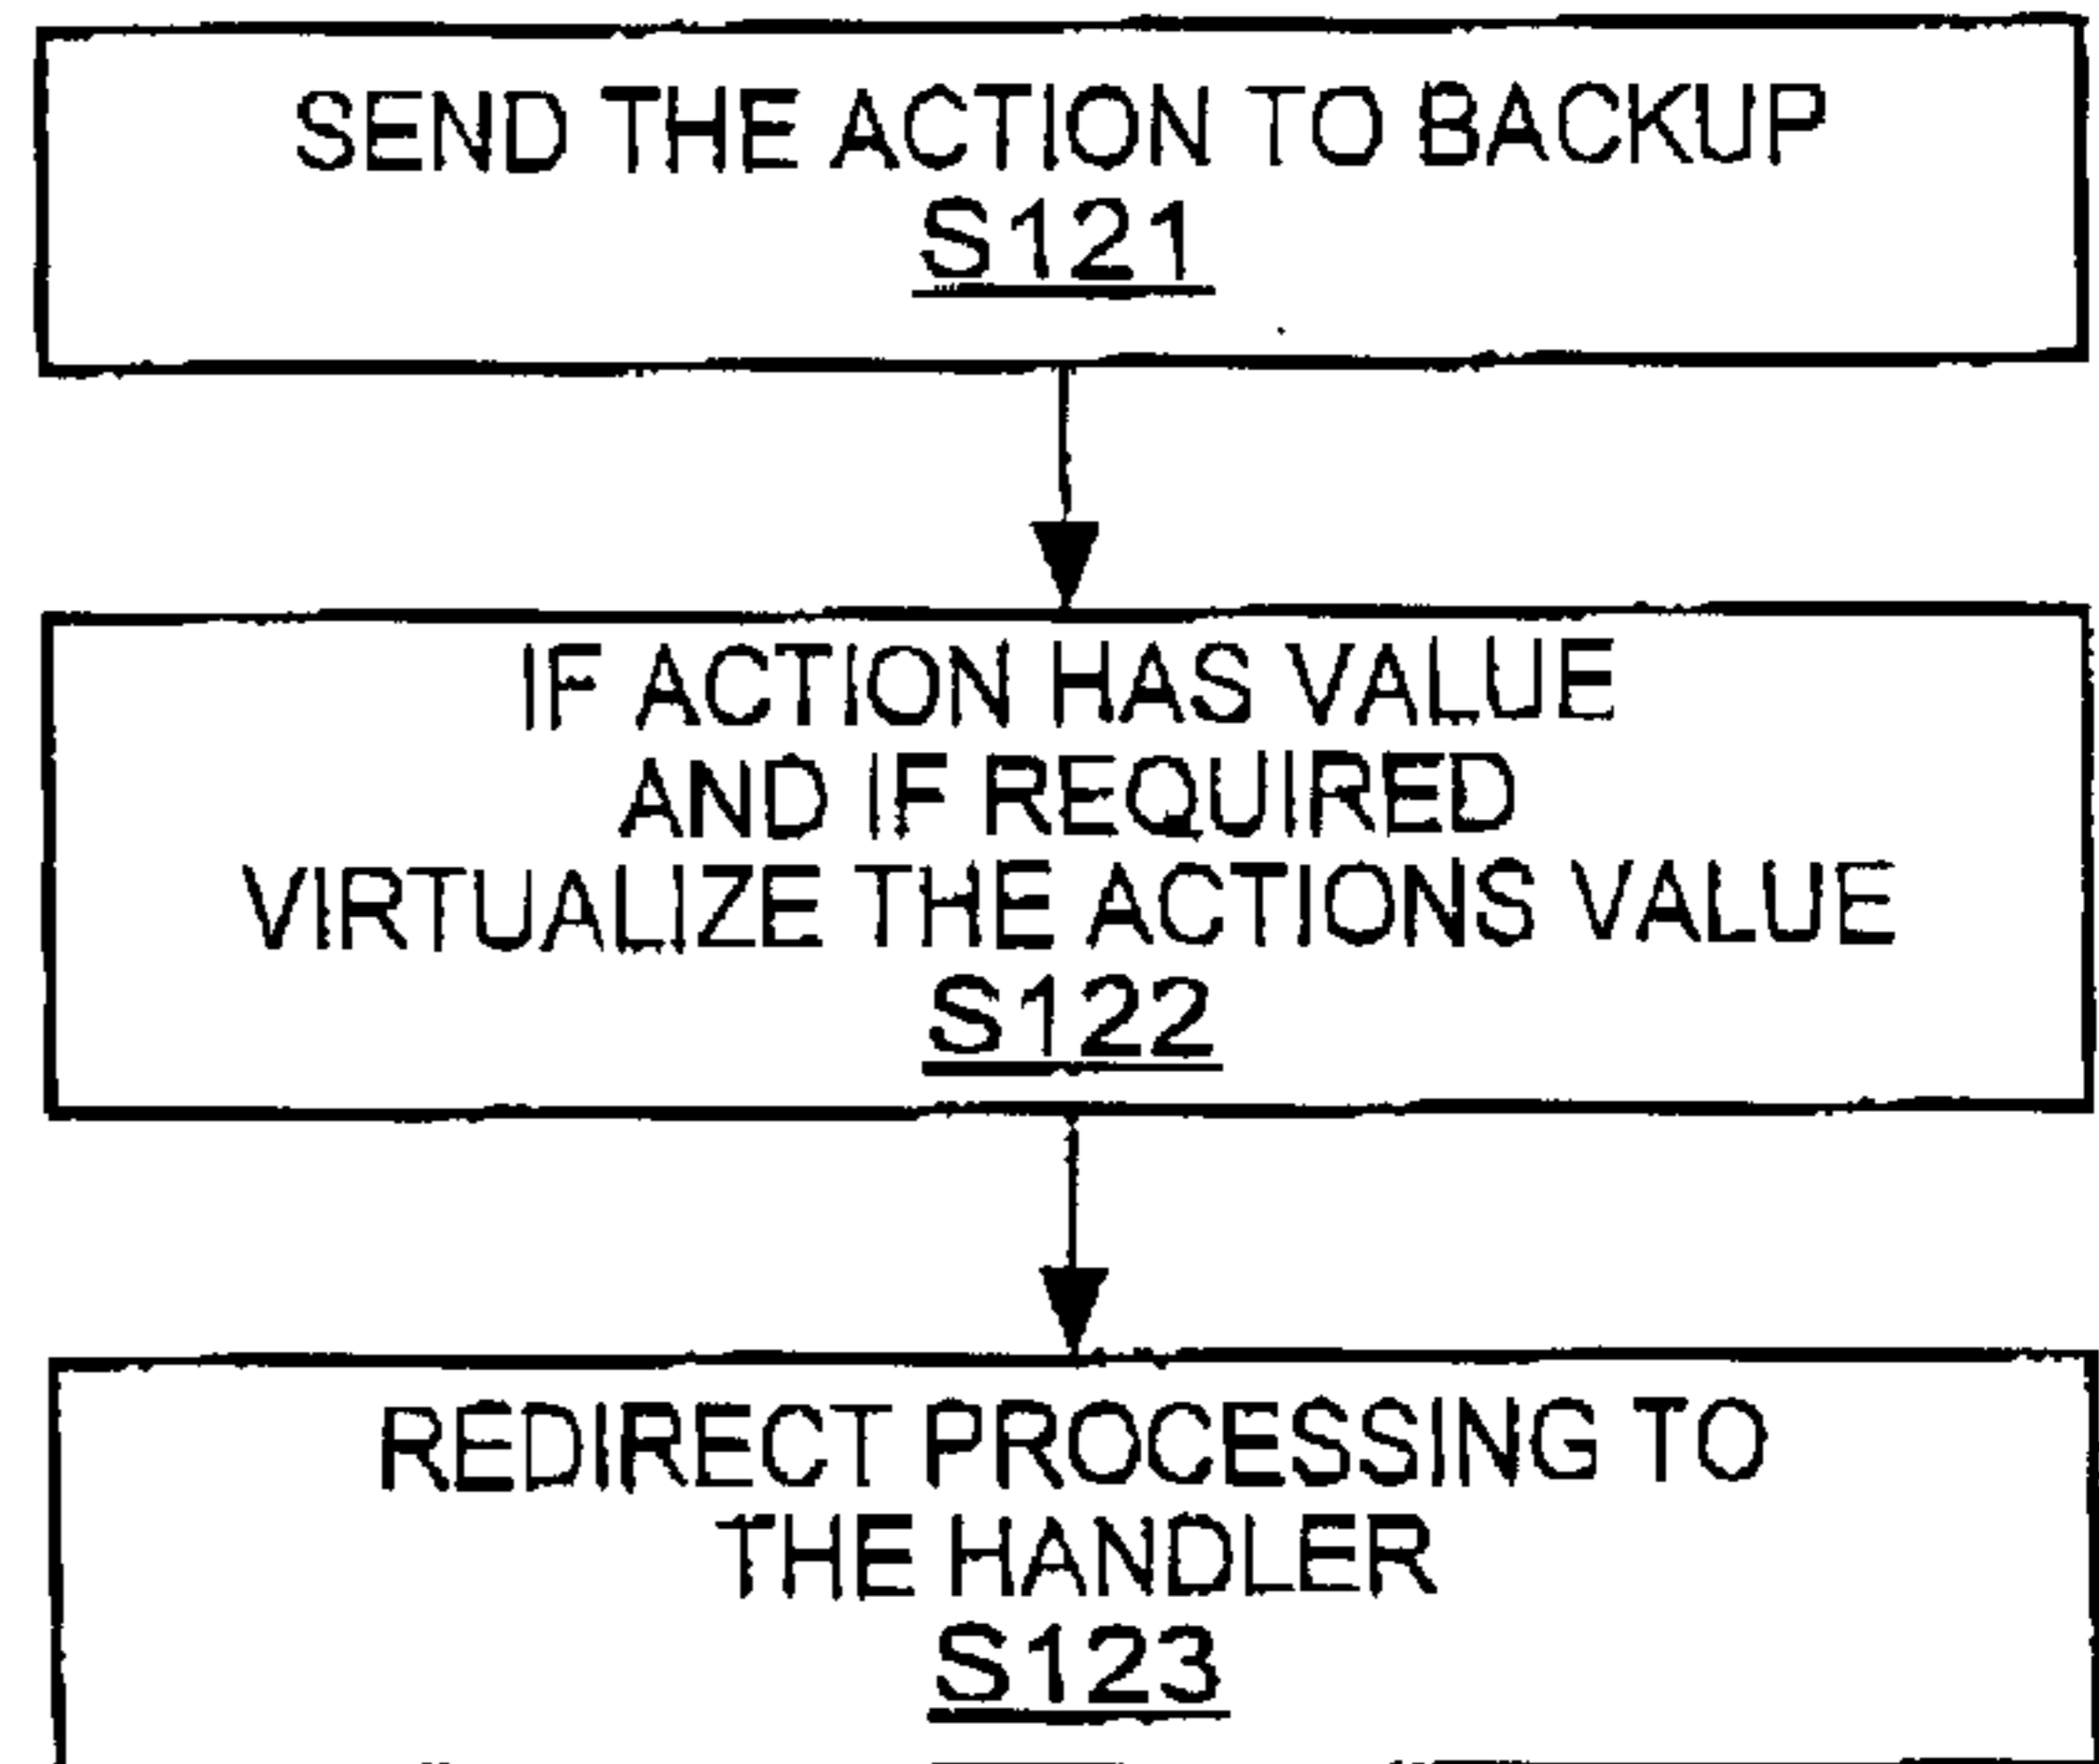 SEND THE ACTION TO BACKUP
S121
IF ACTION HAS VALUE
AND IF REQUIRED
VIRTUALIZE THE ACTIONS VALUE
S122
REDIRECT PROCESSING TO
THE HANDLER
S123